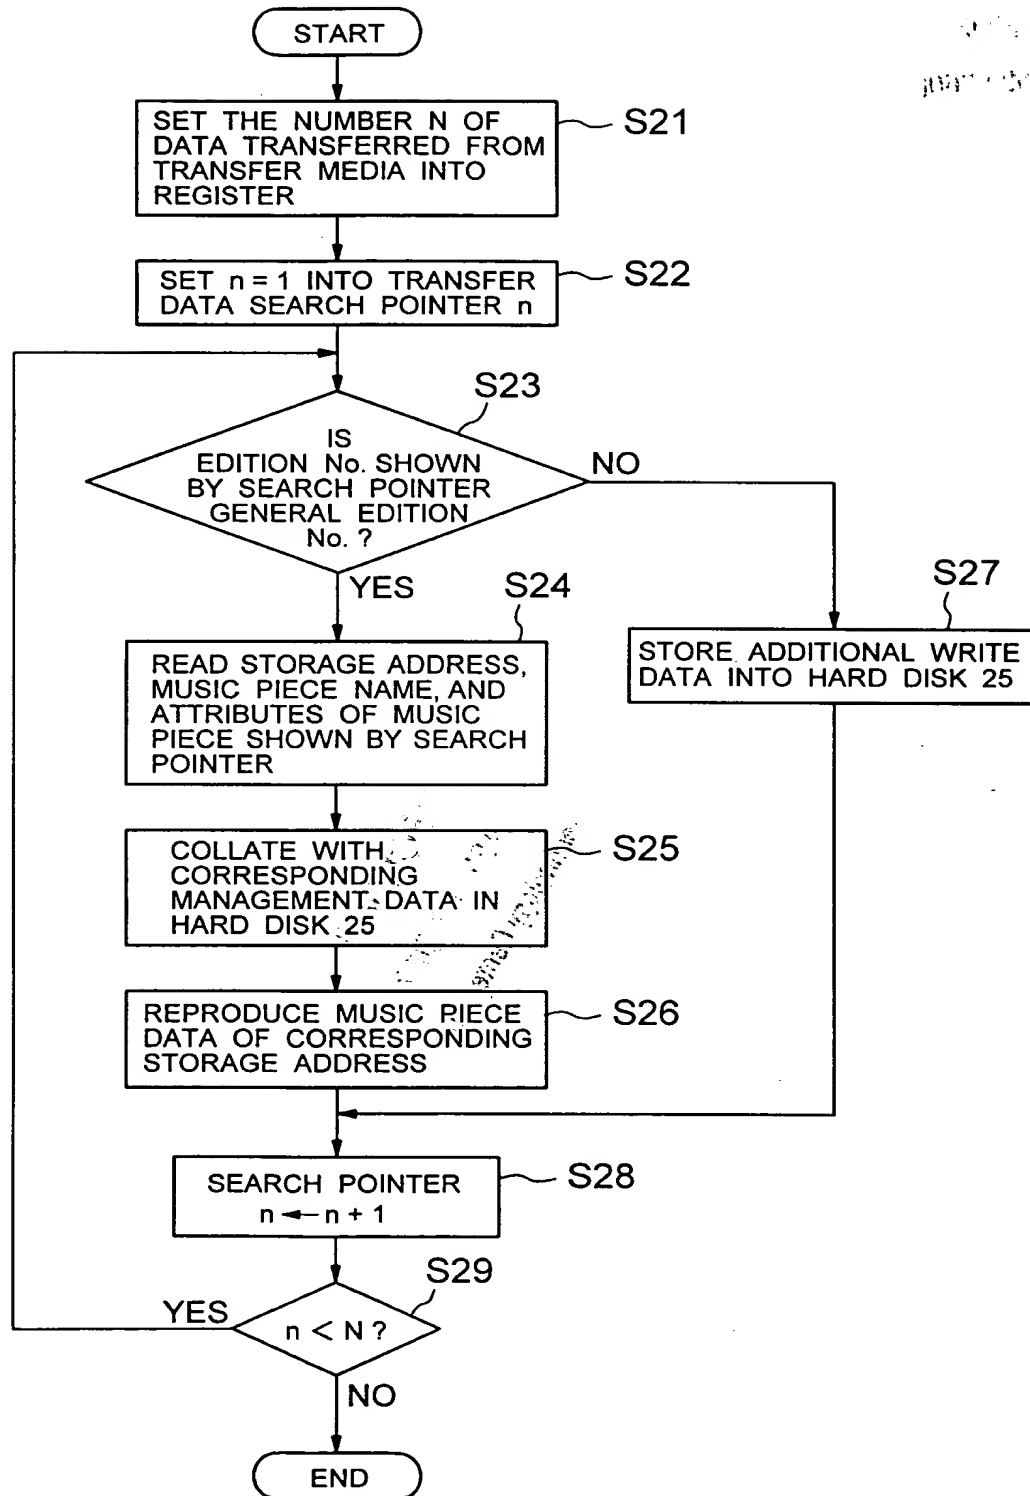 START
SET THE NUMBER N OF
DATA TRANSFERRED FROM
TRANSFER MEDIA INTO
REGISTER
S21
SET n = 1 INTO TRANSFER
DATA SEARCH POINTER n
S22
S23
IS
EDITION No. SHOWN
BY SEARCH POINTER
GENERAL EDITION
No. ?
NO
YES
S24
READ STORAGE ADDRESS,
MUSIC PIECE NAME, AND
ATTRIBUTES OF MUSIC
PIECE SHOWN BY SEARCH
POINTER
S27
STORE ADDITIONAL WRITE
DATA INTO HARD DISK 25
COLLATE WITH
CORRESPONDING
MANAGEMENT DATA IN
HARD DISK 25
S25
REPRODUCE MUSIC PIECE
DATA OF CORRESPONDING
STORAGE ADDRESS
S26
SEARCH POINTER
n ← n + 1
S28
S29
YES
n < N ?
NO
END